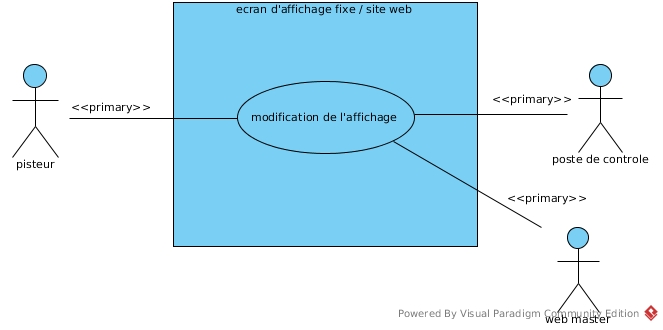 ecran d'affichage fixe / site web
<<primary>>
modification de l'affichage
<<primary>>
pisteur
poste de controle
<<primary>>
Powered By Visual Paradigm Community Edition
web master